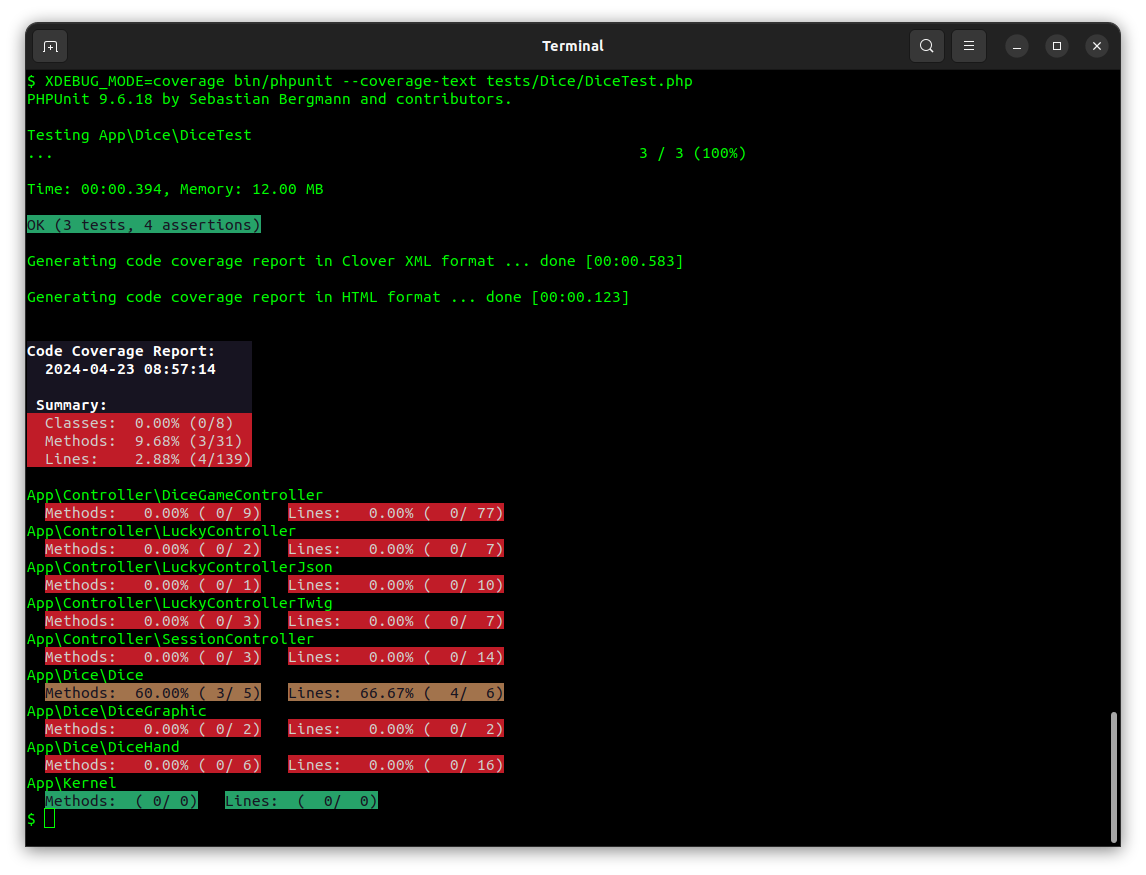 Terminal
$ XDEBUG_MODE=coverage bin/phpunit --coverage-text tests/Dice/DiceTest.php
PHPUnit 9.6.18 by Sebastian Bergmann and contributors.
Testing App\Dice\DiceTest
... 3 / 3 (100%)
Time: 00:00.394, Memory: 12.00 MB
OK (3 tests, 4 assertions)
Generating code coverage report in Clover XML format ... done [00:00.583]
Generating code coverage report in HTML format ... done [00:00.123]
Code Coverage Report:
2024-04-23 08:57:14
Summary:
Classes:  0.00% (0/8)
Methods:  9.68% (3/31)
Lines:    2.88% (4/139)
App\Controller\DiceGameController
Methods:   0.00% ( 0/ 9)   Lines:   0.00% (  0/ 77)
App\Controller\LuckyController
Methods:   0.00% ( 0/ 2)   Lines:   0.00% (  0/  7)
App\Controller\LuckyControllerJson
Methods:   0.00% ( 0/ 1)   Lines:   0.00% (  0/ 10)
App\Controller\LuckyControllerTwig
Methods:   0.00% ( 0/ 3)   Lines:   0.00% (  0/  7)
App\Controller\SessionController
Methods:   0.00% ( 0/ 3)   Lines:   0.00% (  0/ 14)
App\Dice\Dice
Methods:  60.00% ( 3/ 5)   Lines:  66.67% (  4/  6)
App\Dice\DiceGraphic
Methods:   0.00% ( 0/ 2)   Lines:   0.00% (  0/  2)
App\Dice\DiceHand
Methods:   0.00% ( 0/ 6)   Lines:   0.00% (  0/ 16)
App\Kernel
Methods:  ( 0/ 0)   Lines:  (  0/  0)
$